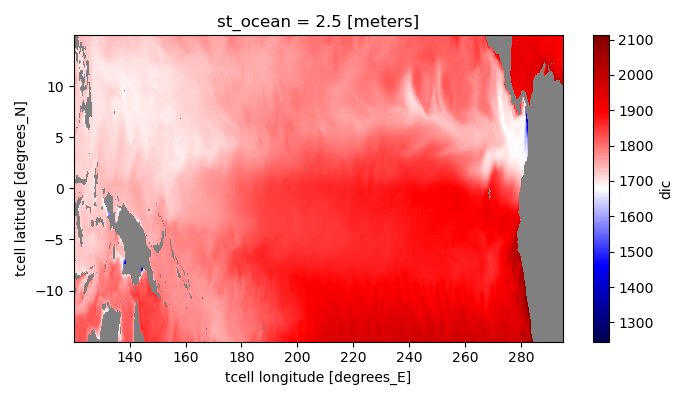 st_ocean = 2.5 [meters]
10
5
0
−5
−10
tcell latitude [degrees_N]
140 160 180 200 220 240 260 280
tcell longitude [degrees_E]
2100
2000
1900
1800
1700
1600
1500
1400
1300
dic